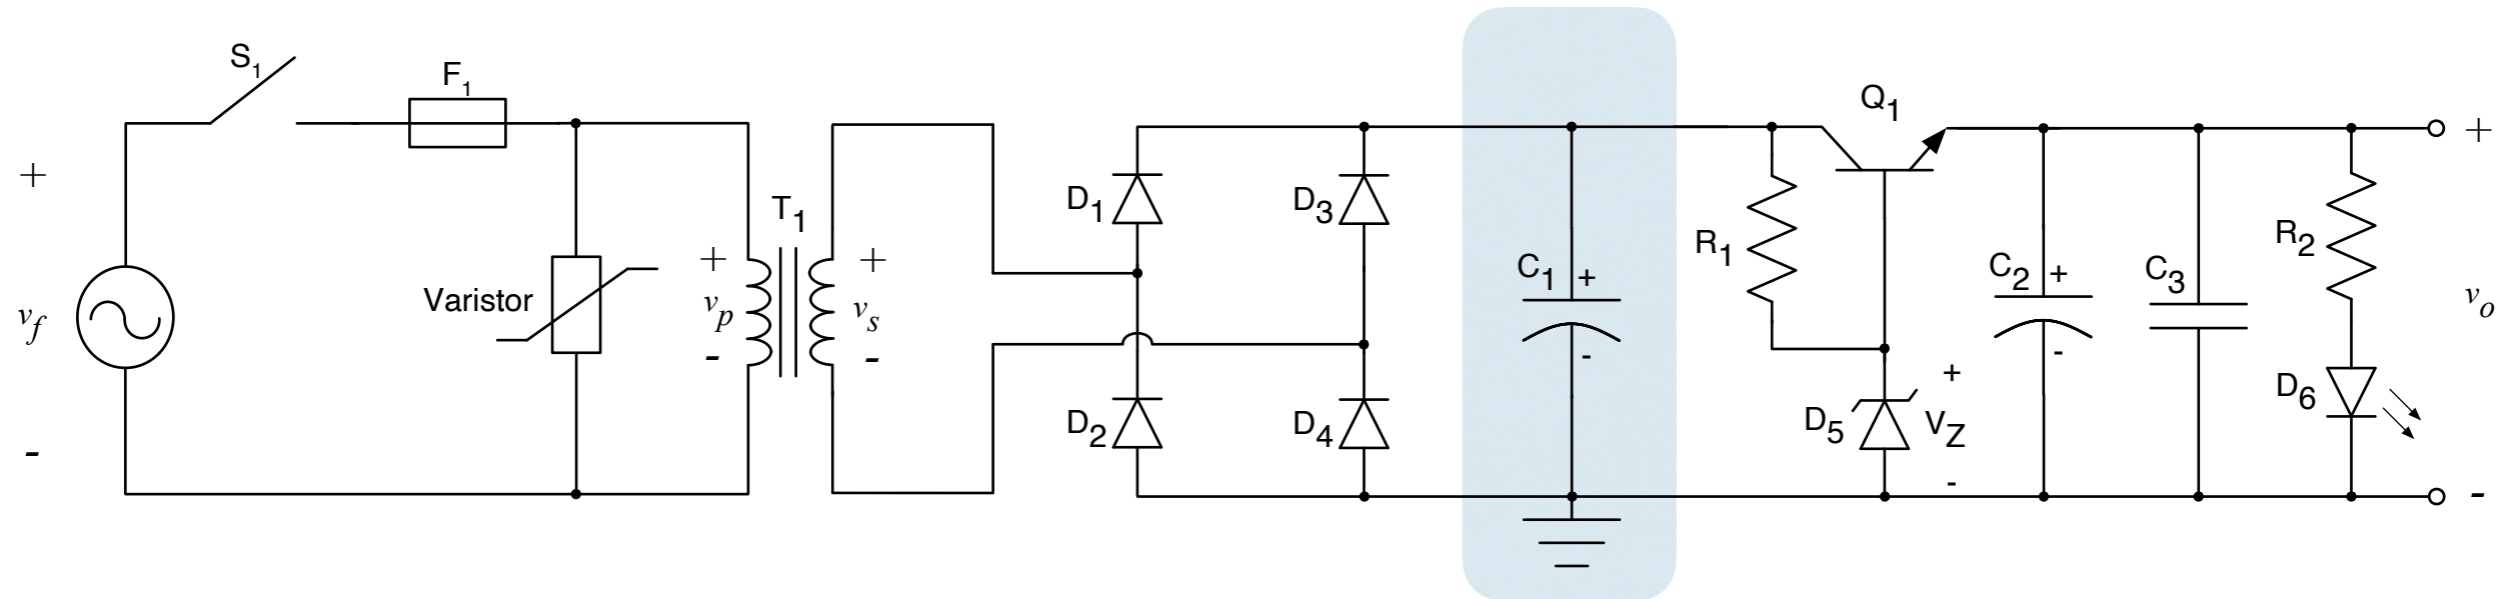 S1
F1
+
vf
-
Varistor
T1
+
vp
-
+
vs
-
D1
D3
D2
D4
C1
+
-
R1
Q1
D5
+
VZ
-
C2
+
-
C3
R2
D6
+
vo
-